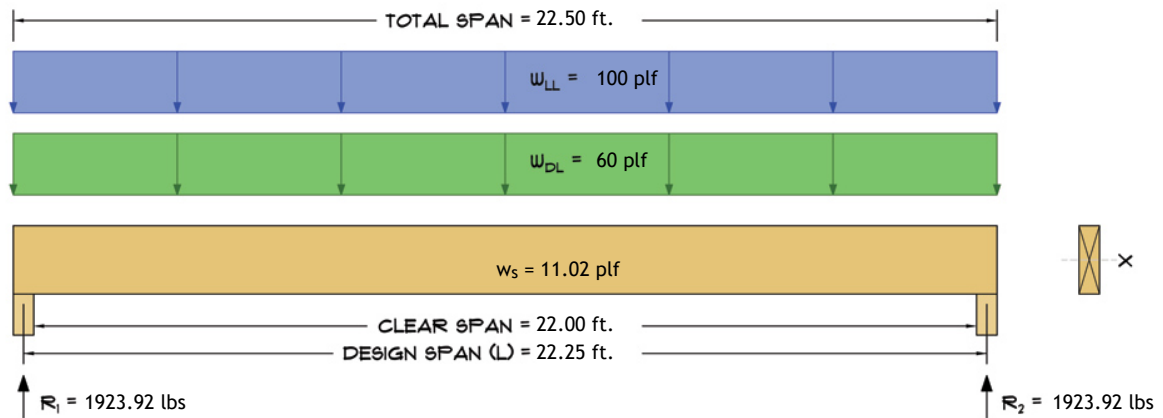 TOTAL SPAN = 22.50 ft.
WLL = 100 plf
WDL = 60 plf
ws = 11.02 plf
X
CLEAR SPAN = 22.00 ft.
DESIGN SPAN (L) = 22.25 ft.
R1 = 1923.92 lbs
R2 = 1923.92 lbs